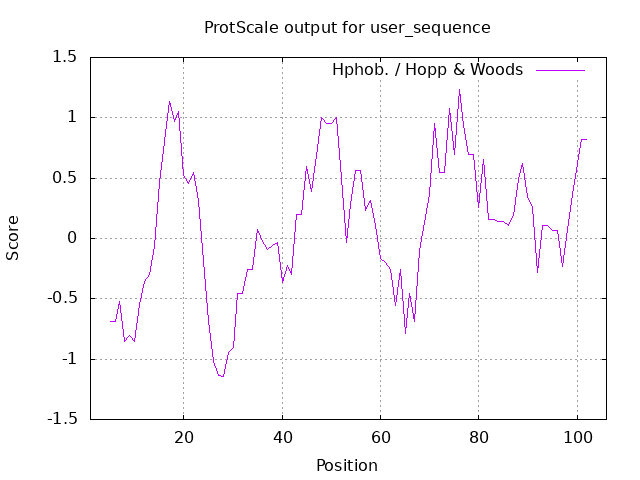 ProtScale output for user_sequence
Hphob. / Hopp & Woods
1.5
1
0.5
0
-0.5
-1
-1.5
Score
20 40 60 80 100
Position